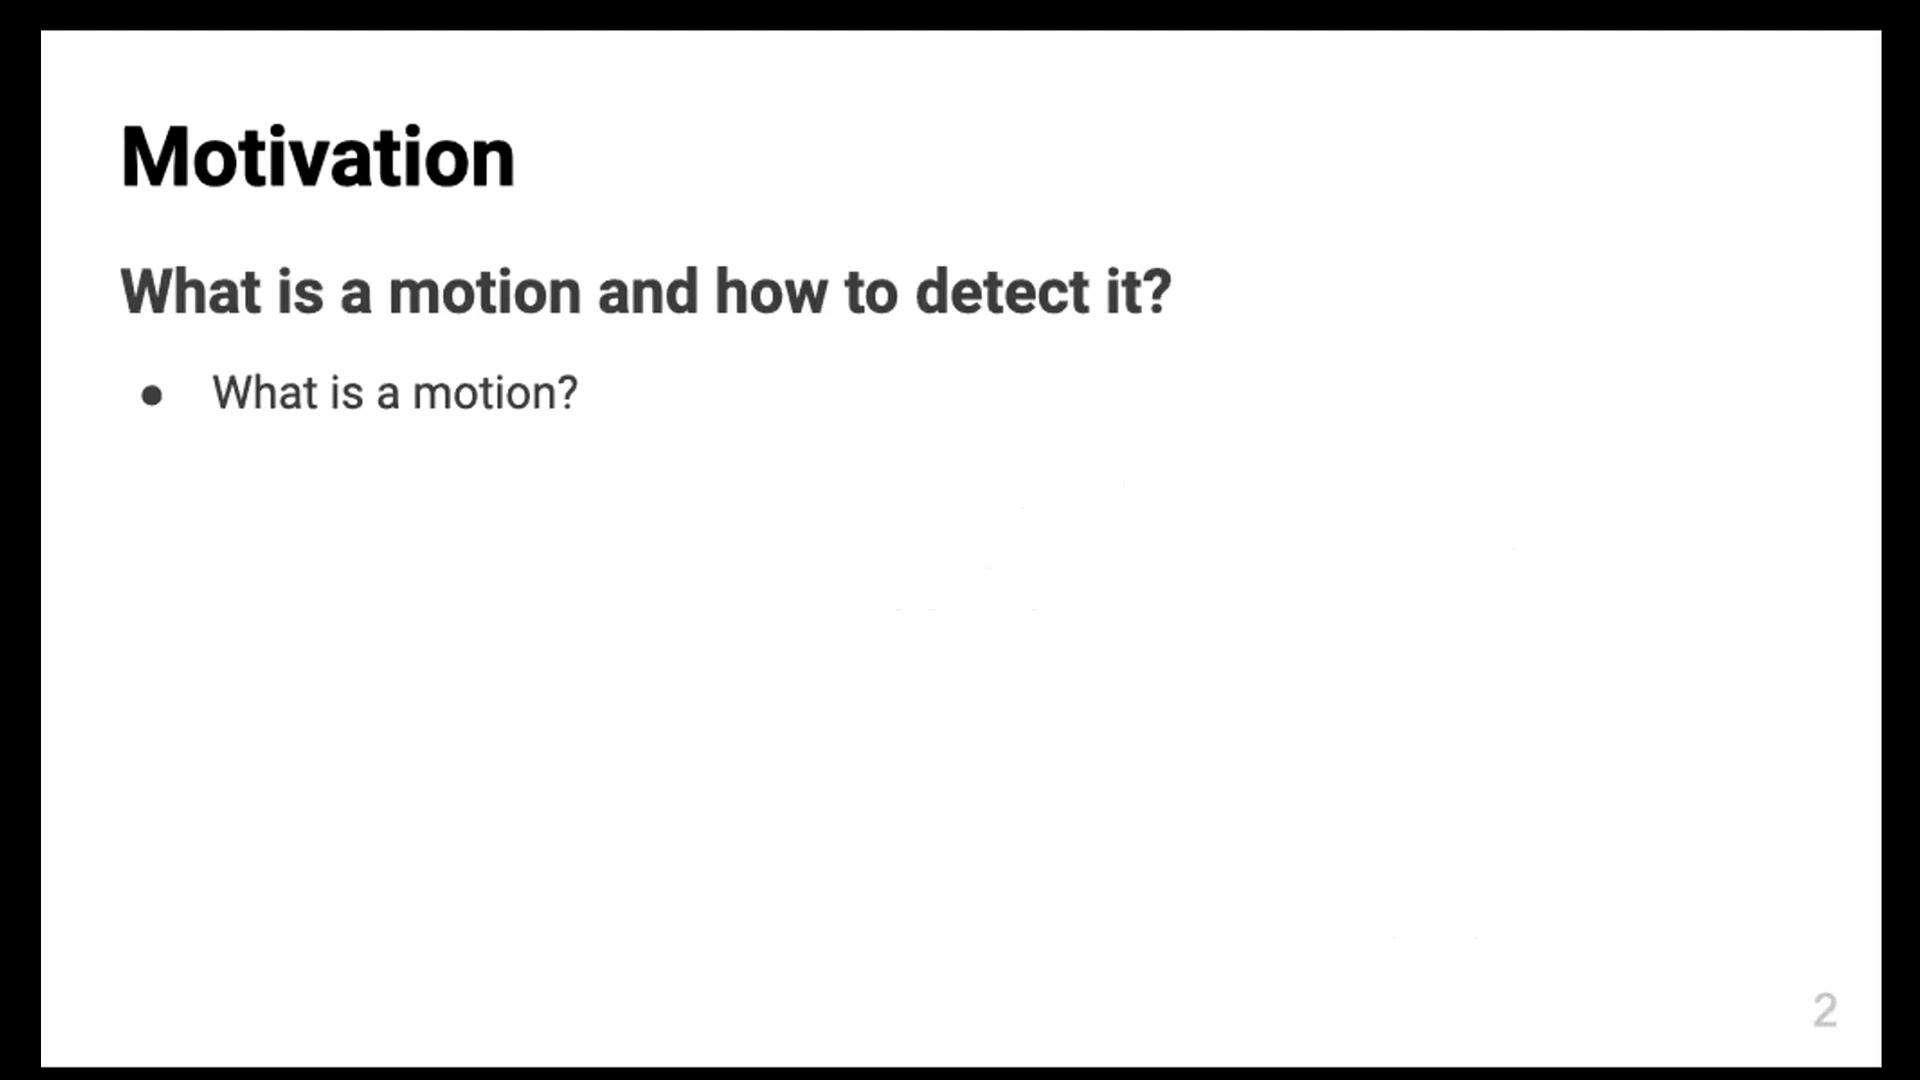 Motivation
What is a motion and how to detect it?
● What is a motion?
2